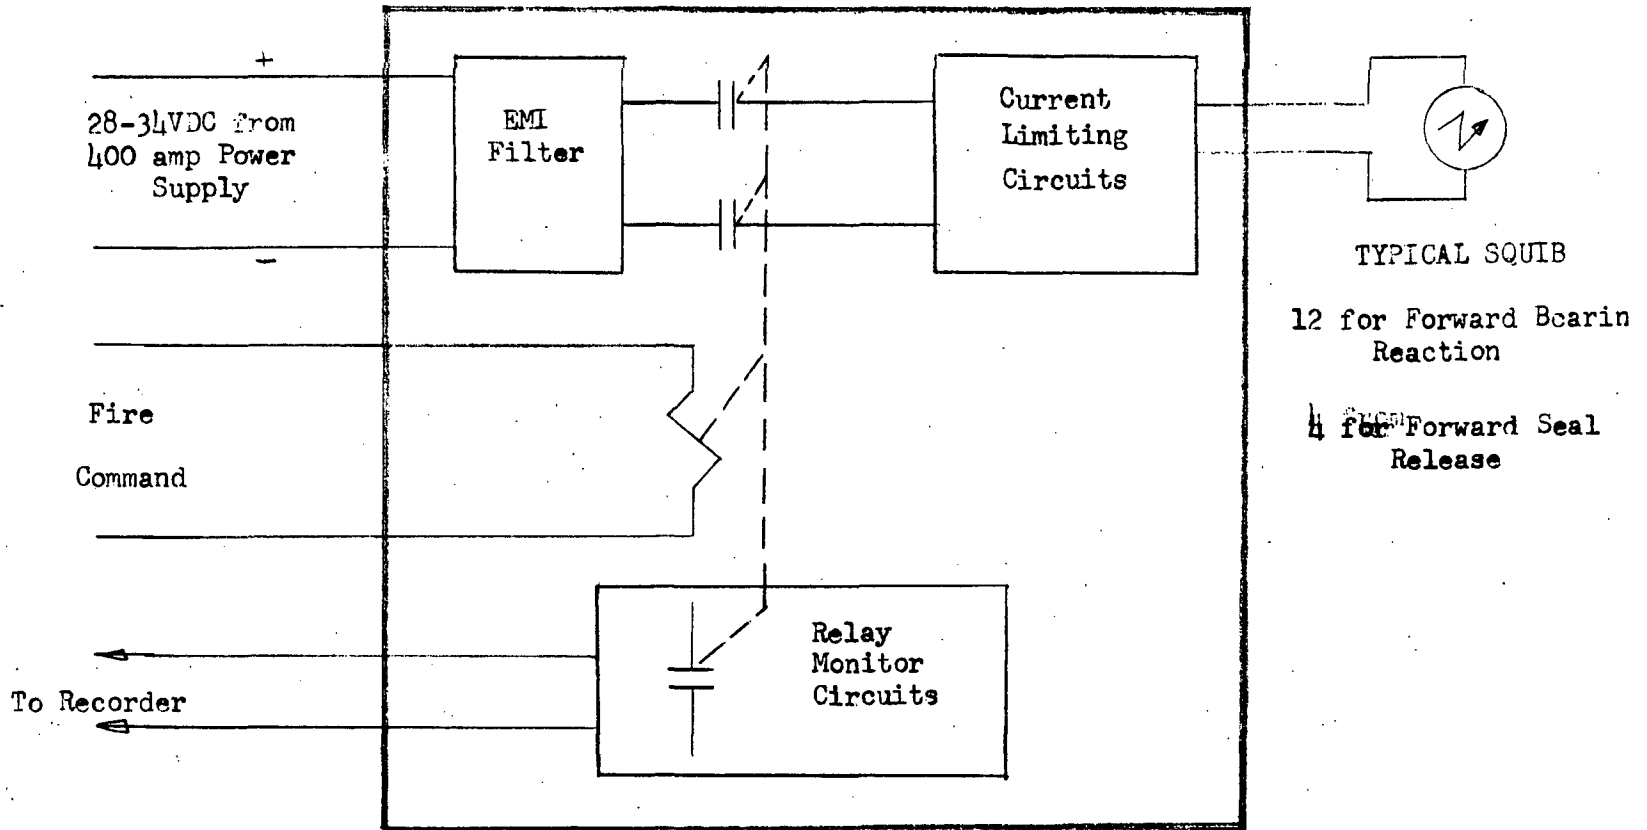 +
28-34VDC from
400 amp Power
Supply
−
EMI
Filter
Current
Limiting
Circuits
TYPICAL SQUIB
12 for Forward Bearin
Reaction
4 for Forward Seal
Release
Fire
Command
Relay
Monitor
Circuits
To Recorder